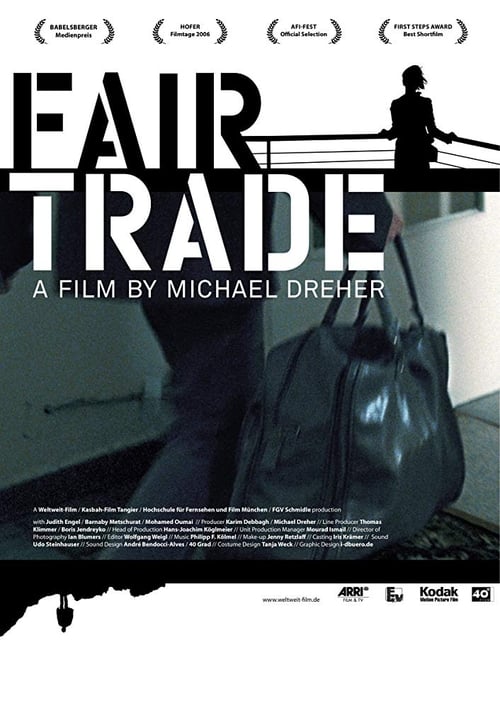 BABELSBERGER
Medienpreis
HOFER
Filmtage 2006
AFI-FEST
Official Selection
FIRST STEPS AWARD
Best Shortfilm
FAIR
TRADE
A FILM BY MICHAEL DREHER
A Weltweit-Film / Kasbah-Film Tangier / Hochschule für Fernsehen und Film München / FGV Schmidle production
with Judith Engel / Barnaby Metschurat / Mohamed Oumai // Producer Karim Debbagh / Michael Dreher // Line Producer Thomas
Klimmer / Boris Jendreyko // Head of Production Hans-Joachim Köglmeier // Unit Production Manager Mourad Ismail // Director of
Photography Ian Blumers // Editor Wolfgang Weigl // Music Philipp F. Kölmel // Make-up Jenny Retzlaff // Casting Iris Krämer // Sound
Udo Steinhauser // Sound Design André Bendocci-Alves / 40 Grad // Costume Design Tanja Weck // Graphic Design i-dbuero.de
www.weltweit-film.de
ARRI
FILM & TV
Kodak
Motion Picture Film
40°